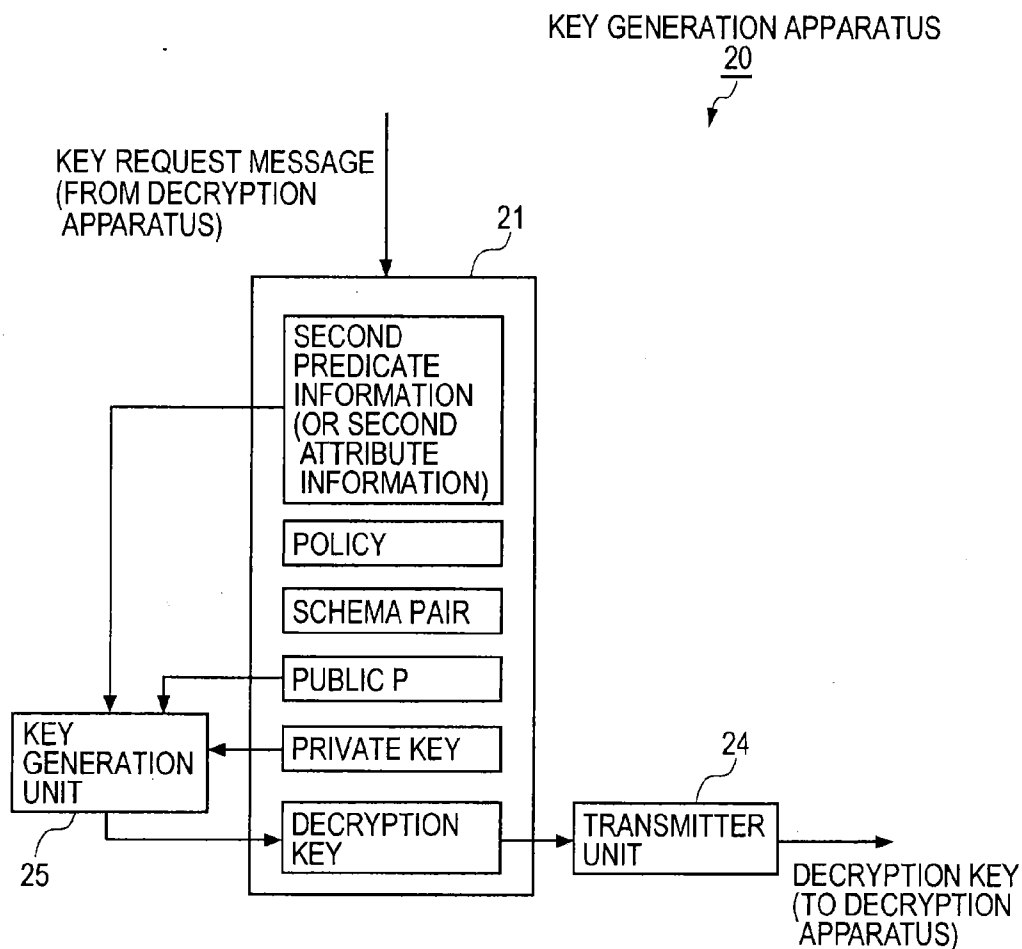 KEY GENERATION APPARATUS
20
KEY REQUEST MESSAGE
(FROM DECRYPTION
APPARATUS)
21
SECOND
PREDICATE
INFORMATION
(OR SECOND
ATTRIBUTE
INFORMATION)
POLICY
SCHEMA PAIR
PUBLIC P
PRIVATE KEY
KEY
GENERATION
UNIT
25
DECRYPTION
KEY
24
TRANSMITTER
UNIT
DECRYPTION KEY
(TO DECRYPTION
APPARATUS)